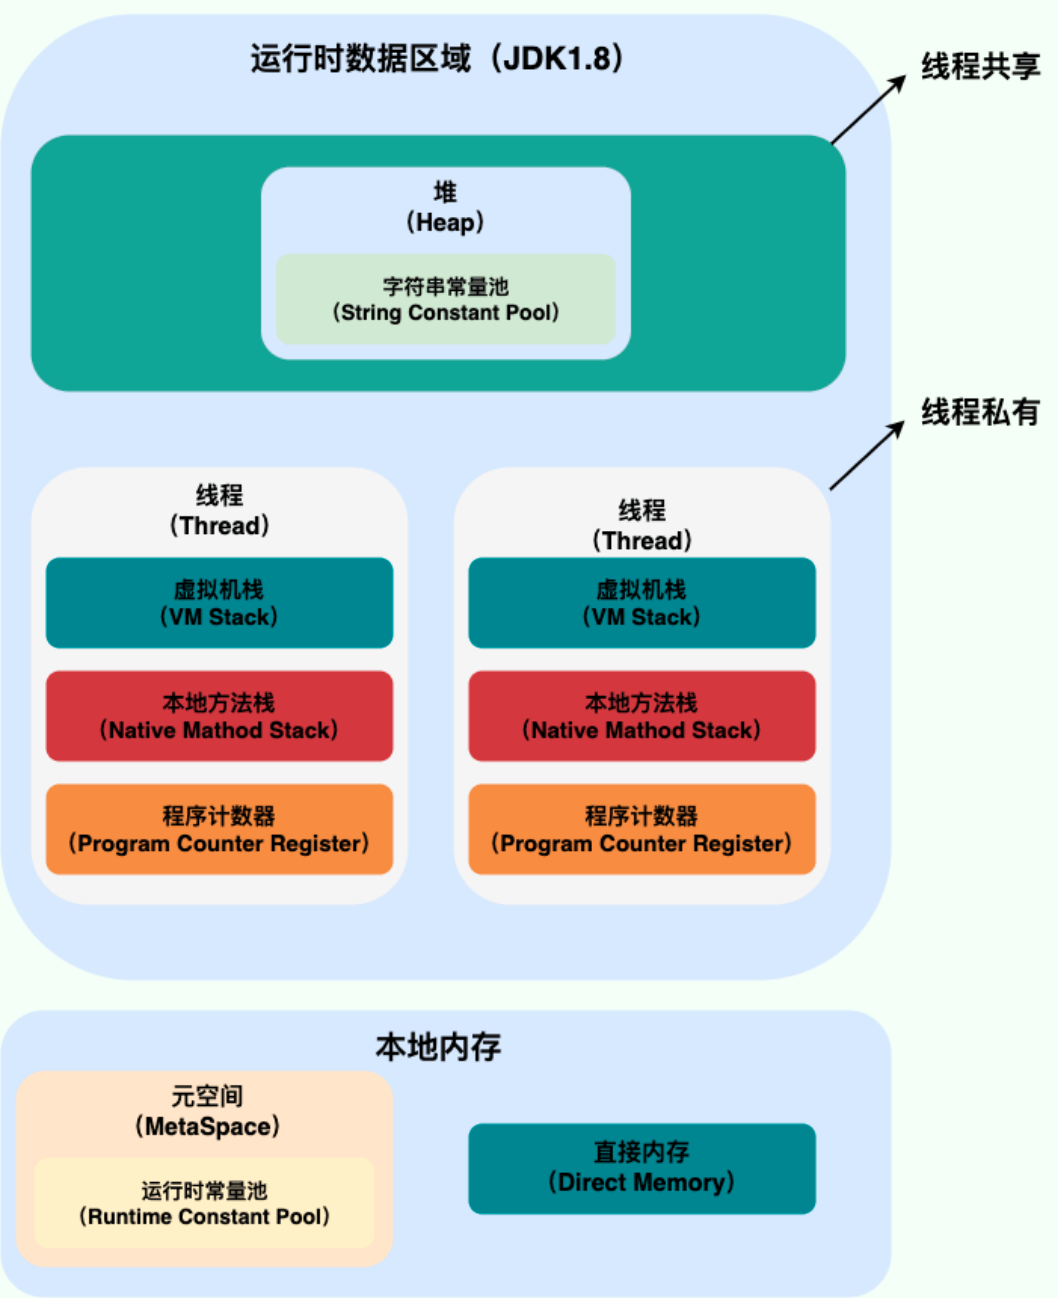 运行时数据区域（JDK1.8）
线程共享
堆
（Heap）
字符串常量池
（String Constant Pool）
线程私有
线程
（Thread）
虚拟机栈
（VM Stack）
本地方法栈
（Native Mathod Stack）
程序计数器
（Program Counter Register）
线程
（Thread）
虚拟机栈
（VM Stack）
本地方法栈
（Native Mathod Stack）
程序计数器
（Program Counter Register）
本地内存
元空间
（MetaSpace）
运行时常量池
（Runtime Constant Pool）
直接内存
（Direct Memory）